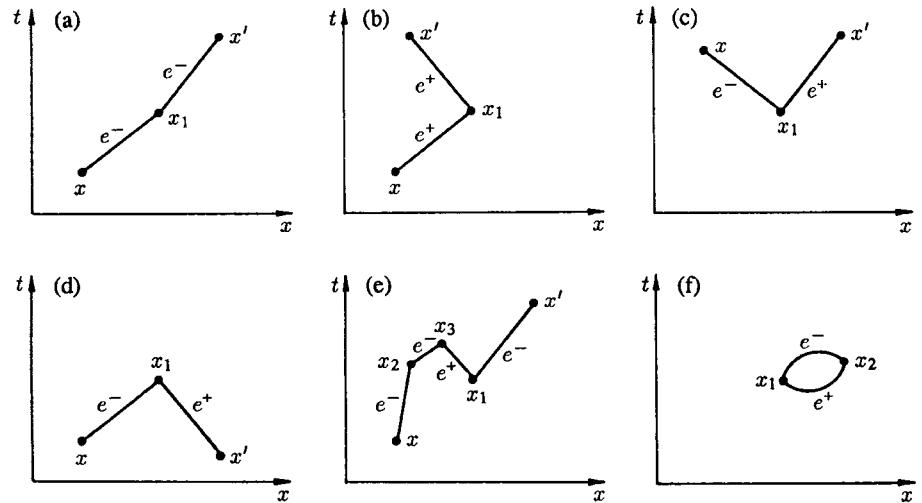 t (a)
x'
e⁻
x₁
e⁻
x
x
t (b)
x'
e⁺
x₁
e⁺
x
x
t (c)
x
x'
e⁻
e⁺
x₁
x
t (d)
x₁
e⁻
e⁺
x
x'
x
t (e)
x'
x₃
e⁻
x₂
e⁺
e⁻
x₁
e⁻
x
x
t (f)
e⁻
x₁
x₂
e⁺
x